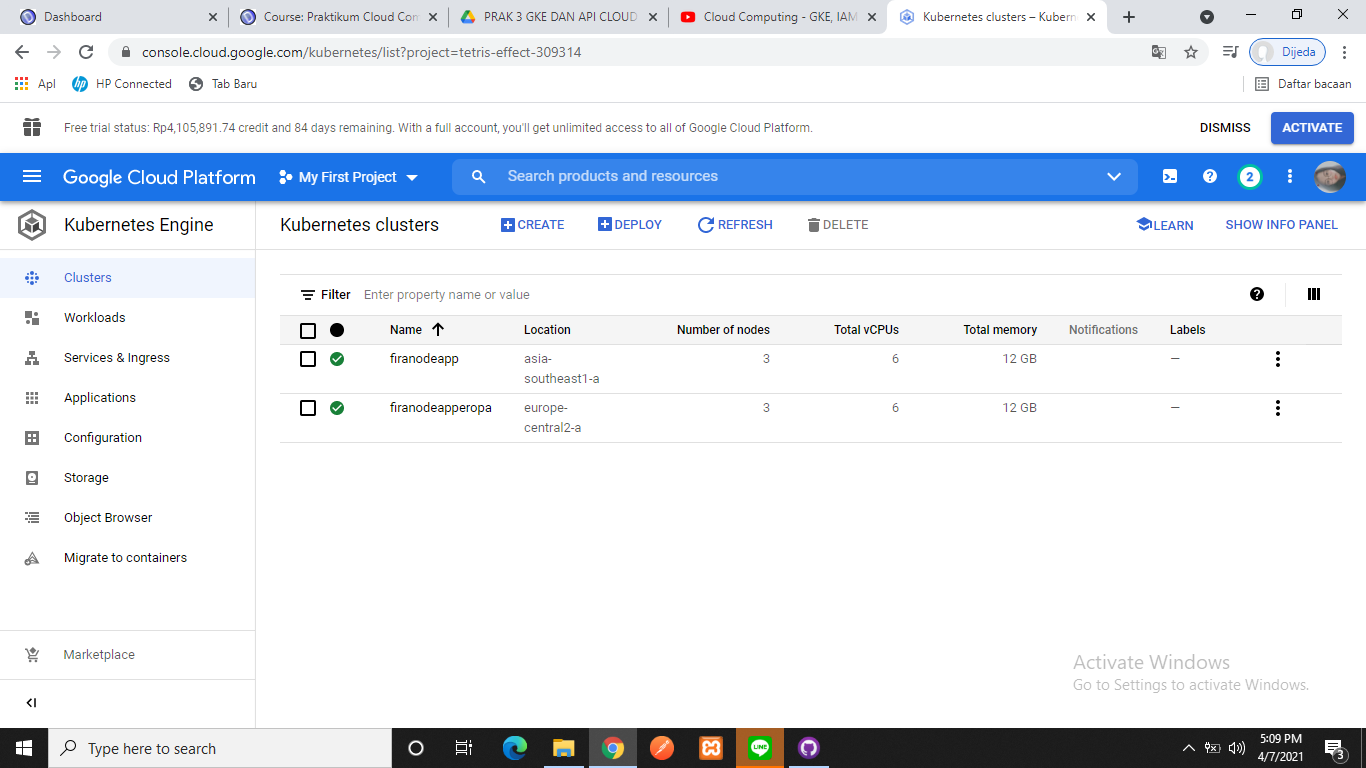 Dashboard
Course: Praktikum Cloud Com
PRAK 3 GKE DAN API CLOUD
Cloud Computing - GKE, IAM
Kubernetes clusters – Kubern
console.cloud.google.com/kubernetes/list?project=tetris-effect-309314
Dijeda
Apl
HP Connected
Tab Baru
Daftar bacaan
Free trial status: Rp4,105,891.74 credit and 84 days remaining. With a full account, you'll get unlimited access to all of Google Cloud Platform.
DISMISS
ACTIVATE
Google Cloud Platform
My First Project
Search products and resources
2
Kubernetes Engine
Kubernetes clusters
CREATE
DEPLOY
REFRESH
DELETE
LEARN
SHOW INFO PANEL
Clusters
Workloads
Services & Ingress
Applications
Configuration
Storage
Object Browser
Migrate to containers
Marketplace
Filter
Enter property name or value
Name
Location
Number of nodes
Total vCPUs
Total memory
Notifications
Labels
firanodeapp
asia-
southeast1-a
3
6
12 GB
—
firanodeapperopa
europe-
central2-a
3
6
12 GB
—
Activate Windows
Go to Settings to activate Windows.
Type here to search
LINE
5:09 PM
4/7/2021
3